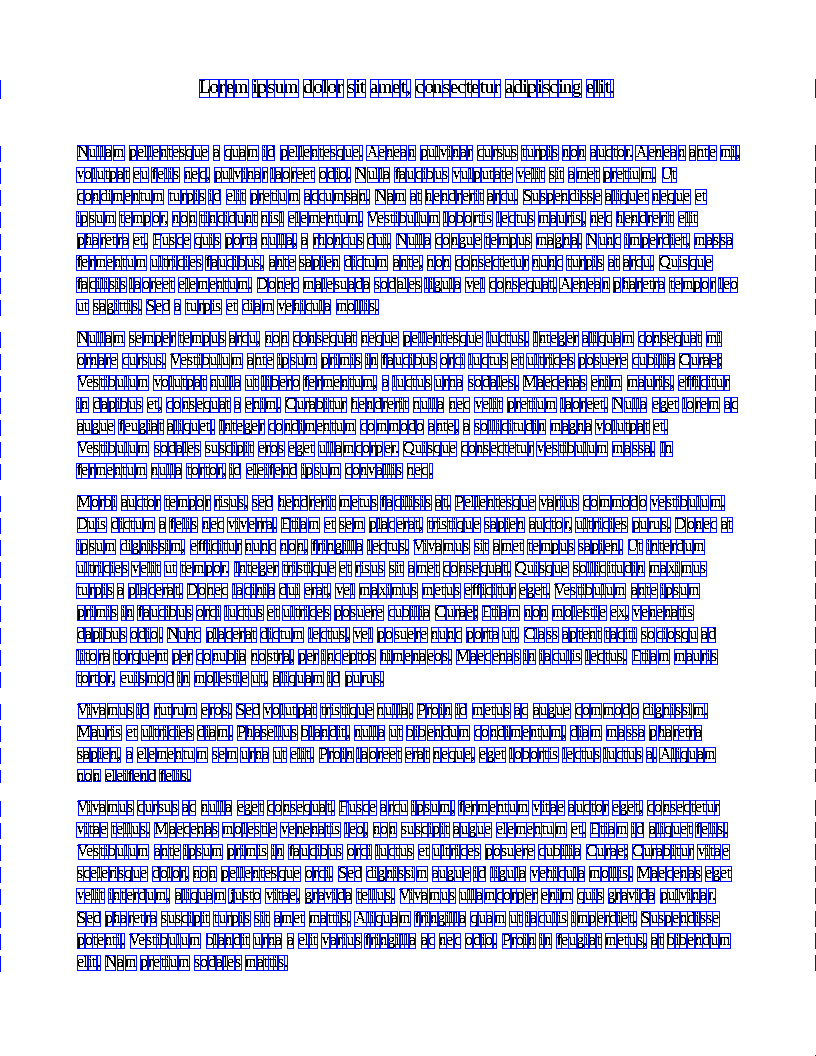 Lorem ipsum dolor sit amet, consectetur adipiscing elit.
Nullam pellentesque a quam id pellentesque. Aenean pulvinar cursus turpis non auctor. Aenean ante mi,
volutpat eu felis nec, pulvinar laoreet odio. Nulla faucibus vulputate velit sit amet pretium. Ut
condimentum turpis id elit pretium accumsan. Nam at hendrerit arcu. Suspendisse aliquet neque et
ipsum tempor, non tincidunt nisl elementum. Vestibulum lobortis lectus mauris, nec hendrerit elit
pharetra et. Fusce quis porta nulla, a rhoncus dui. Nulla congue tempus magna. Nunc imperdiet, massa
fermentum ultricies faucibus, ante sapien dictum ante, non consectetur nunc turpis at arcu. Quisque
facilisis laoreet elementum. Donec malesuada sodales ligula vel consequat. Aenean pharetra tempor leo
ut sagittis. Sed a turpis et diam vehicula mollis.
Nullam semper tempus arcu, non consequat neque pellentesque luctus. Integer aliquam consequat mi
ornare cursus. Vestibulum ante ipsum primis in faucibus orci luctus et ultrices posuere cubilia Curae;
Vestibulum volutpat nulla ut libero fermentum, a luctus urna sodales. Maecenas enim mauris, efficitur
in dapibus et, consequat a enim. Curabitur hendrerit nulla nec velit pretium laoreet. Nulla eget lorem ac
augue feugiat aliquet. Integer condimentum commodo ante, a sollicitudin magna volutpat et.
Vestibulum sodales suscipit eros eget ullamcorper. Quisque consectetur vestibulum massa. In
fermentum nulla tortor, id eleifend ipsum convallis nec.
Morbi auctor tempor risus, sed hendrerit metus facilisis at. Pellentesque varius commodo vestibulum.
Duis dictum a felis nec viverra. Etiam et sem placerat, tristique sapien auctor, ultricies purus. Donec at
ipsum dignissim, efficitur nunc non, fringilla lectus. Vivamus sit amet tempus sapien. Ut interdum
ultricies velit ut tempor. Integer tristique et risus sit amet consequat. Quisque sollicitudin maximus
turpis a placerat. Donec lacinia dui erat, vel maximus metus efficitur eget. Vestibulum ante ipsum
primis in faucibus orci luctus et ultrices posuere cubilia Curae; Etiam non molestie ex, venenatis
dapibus odio. Nunc placerat dictum lectus, vel posuere nunc porta ut. Class aptent taciti sociosqu ad
litora torquent per conubia nostra, per inceptos himenaeos. Maecenas in iaculis lectus. Etiam mauris
tortor, euismod in molestie ut, aliquam id purus.
Vivamus id rutrum eros. Sed volutpat tristique nulla. Proin id metus ac augue commodo dignissim.
Mauris et ultricies diam. Phasellus blandit, nulla ut bibendum condimentum, diam massa pharetra
sapien, a elementum sem urna ut elit. Proin laoreet erat neque, eget lobortis lectus luctus a. Aliquam
non eleifend felis.
Vivamus cursus ac nulla eget consequat. Fusce arcu ipsum, fermentum vitae auctor eget, consectetur
vitae tellus. Maecenas molestie venenatis leo, non suscipit augue elementum et. Etiam id aliquet felis.
Vestibulum ante ipsum primis in faucibus orci luctus et ultrices posuere cubilia Curae; Curabitur vitae
scelerisque dolor, non pellentesque orci. Sed dignissim augue id ligula vehicula mollis. Maecenas eget
velit interdum, aliquam justo vitae, gravida tellus. Vivamus ullamcorper enim quis gravida pulvinar.
Sed pharetra suscipit turpis sit amet mattis. Aliquam fringilla quam ut iaculis imperdiet. Suspendisse
potenti. Vestibulum blandit urna a elit varius fringilla ac nec odio. Proin in feugiat metus, at bibendum
elit. Nam pretium sodales mattis.